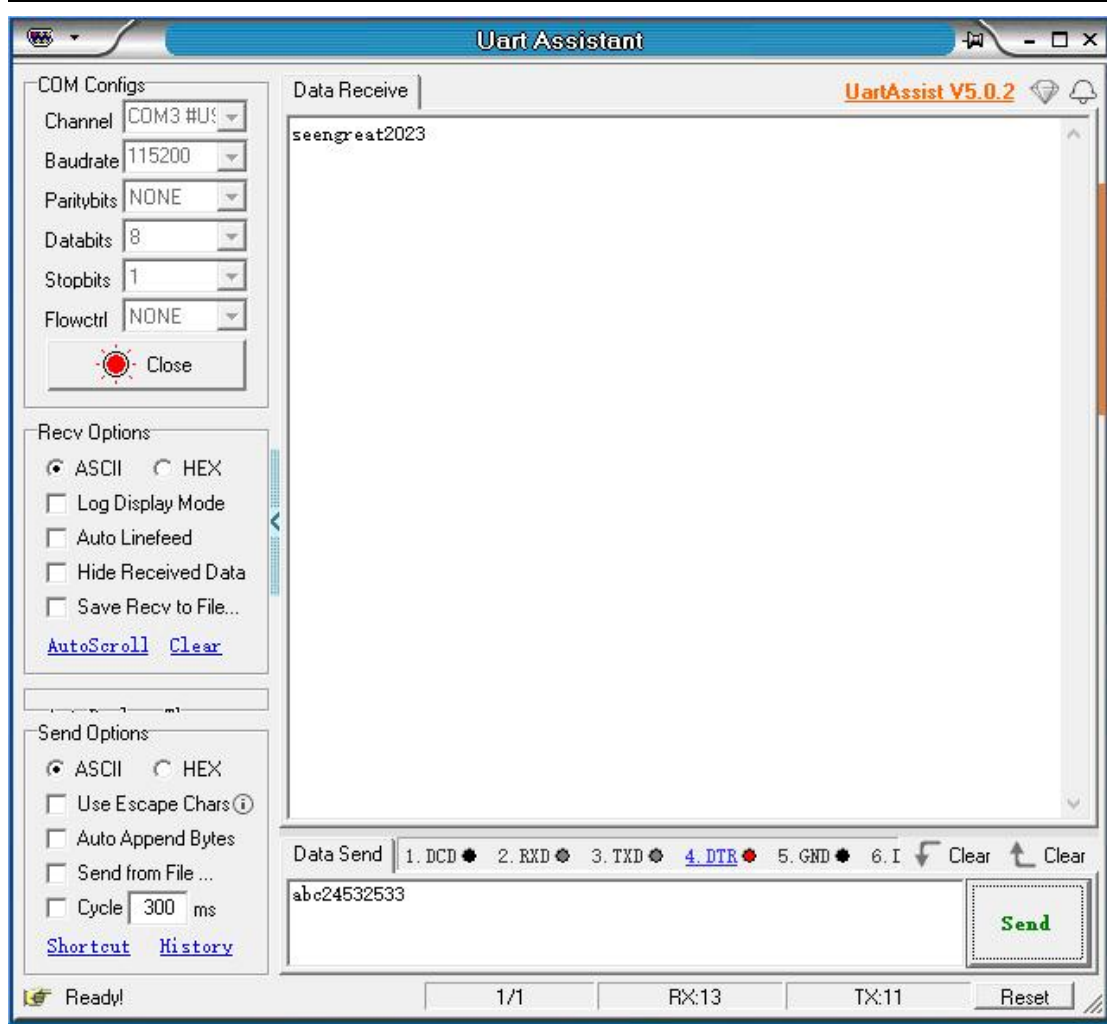 Uart Assistant
COM Configs
Channel COM3 #US
Baudrate 115200
Paritybits NONE
Databits 8
Stopbits 1
Flowctrl NONE
Close
Recv Options
ASCII HEX
Log Display Mode
Auto Linefeed
Hide Received Data
Save Recv to File...
AutoScroll Clear
Send Options
ASCII HEX
Use Escape Chars
Auto Append Bytes
Send from File ...
Cycle 300 ms
Shortcut History
Data Receive UartAssist V5.0.2
seengreat2023
Data Send 1. DCD 2. RXD 3. TXD 4. DTR 5. GND 6. Clear Clear
abc24532533
Send
Ready! 1/1 RX:13 TX:11 Reset